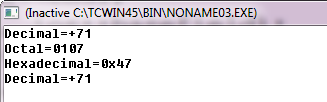 (Inactive C:\TCWIN45\BIN\NONAME03.EXE)
Decimal=+71
Octal=0107
Hexadecimal=0x47
Decimal=+71